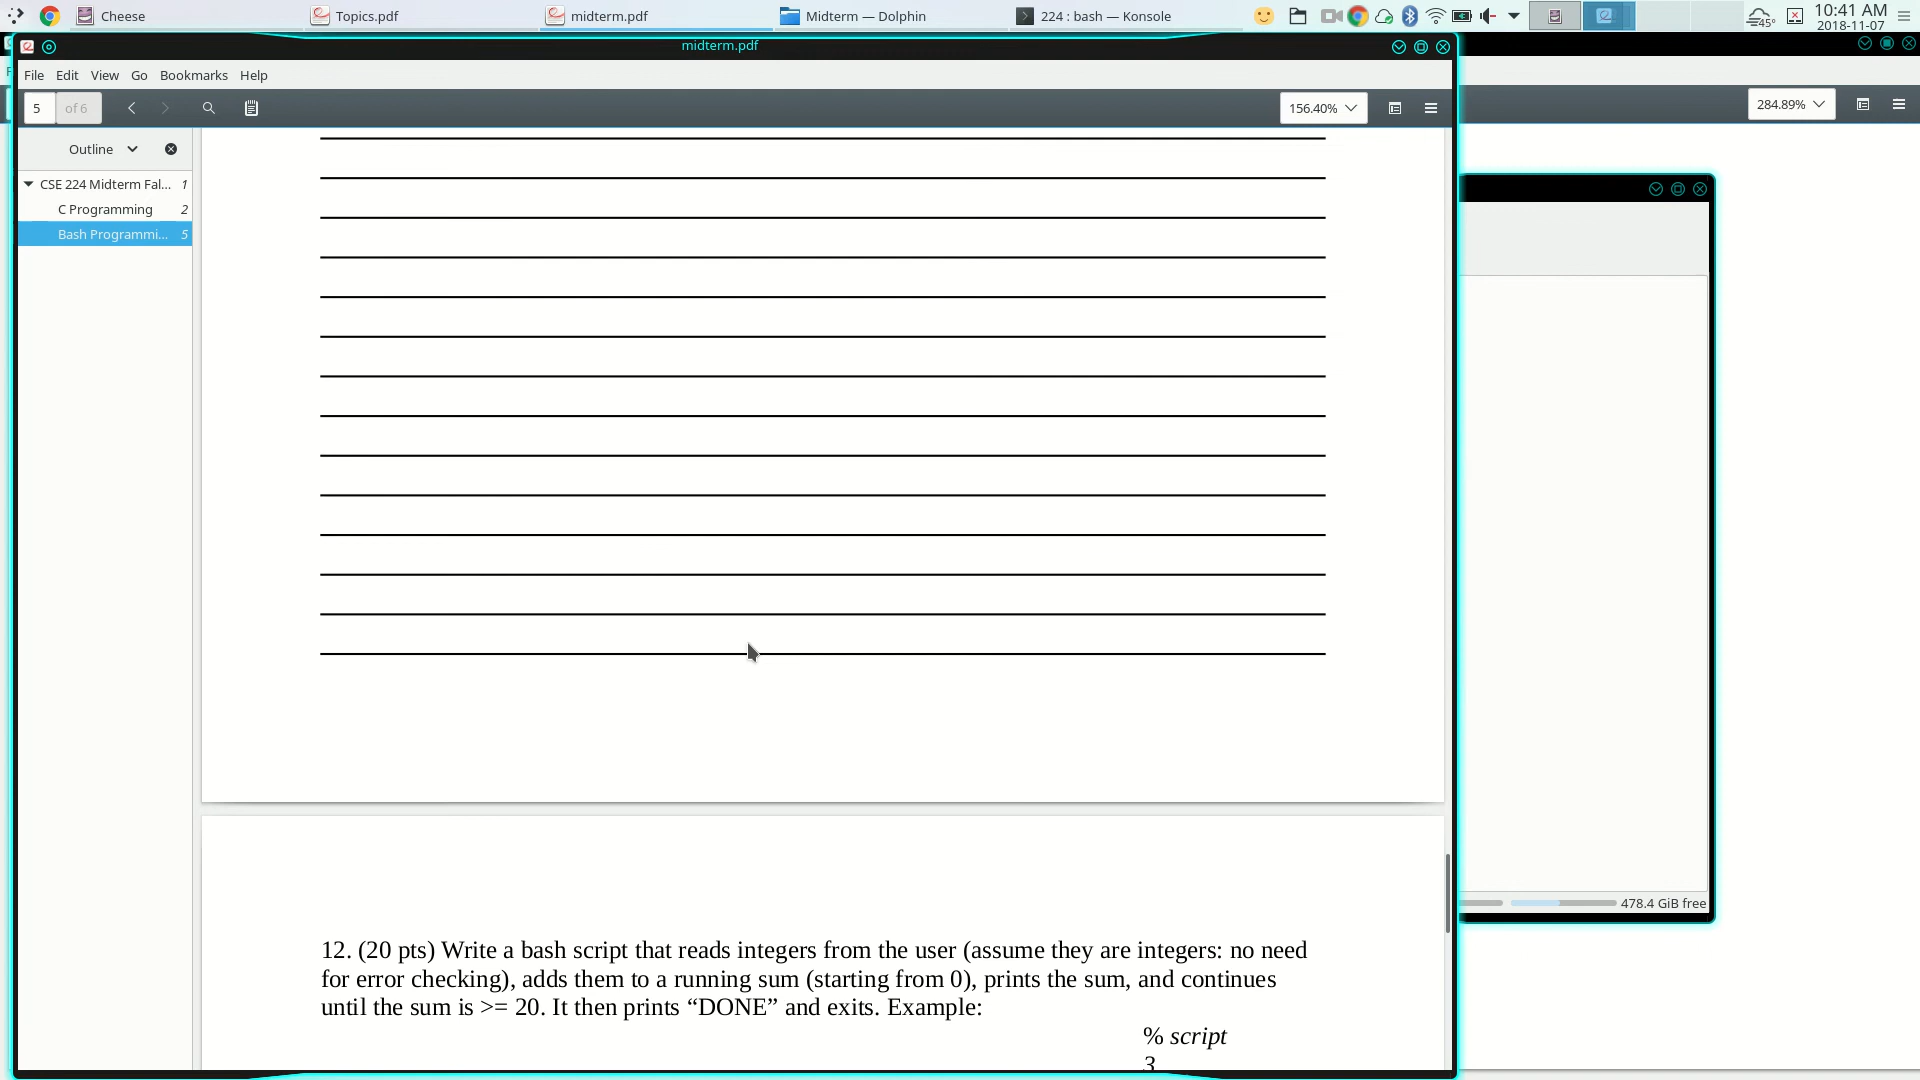 Cheese
Topics.pdf
midterm.pdf
Midterm — Dolphin
224 : bash — Konsole
45°
10:41 AM
2018-11-07
midterm.pdf
File Edit View Go Bookmarks Help
5 of 6
156.40%
284.89%
Outline
CSE 224 Midterm Fal... 1
C Programming 2
Bash Programmi... 5
478.4 GiB free
12. (20 pts) Write a bash script that reads integers from the user (assume they are integers: no need
for error checking), adds them to a running sum (starting from 0), prints the sum, and continues
until the sum is >= 20. It then prints “DONE” and exits. Example:
% script
3